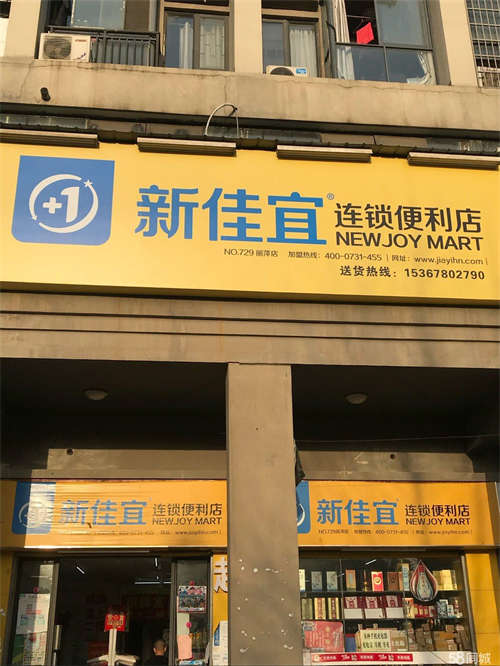 +1
新佳宜®
连锁便利店
NEWJOY MART
NO.729 丽萍店 加盟热线：400-0731-455 | 网址：www.jiayihn.com |
送货热线：15367802790
新佳宜 连锁便利店
NEWJOY MART
新佳宜 连锁便利店
NEWJOY MART
58同城